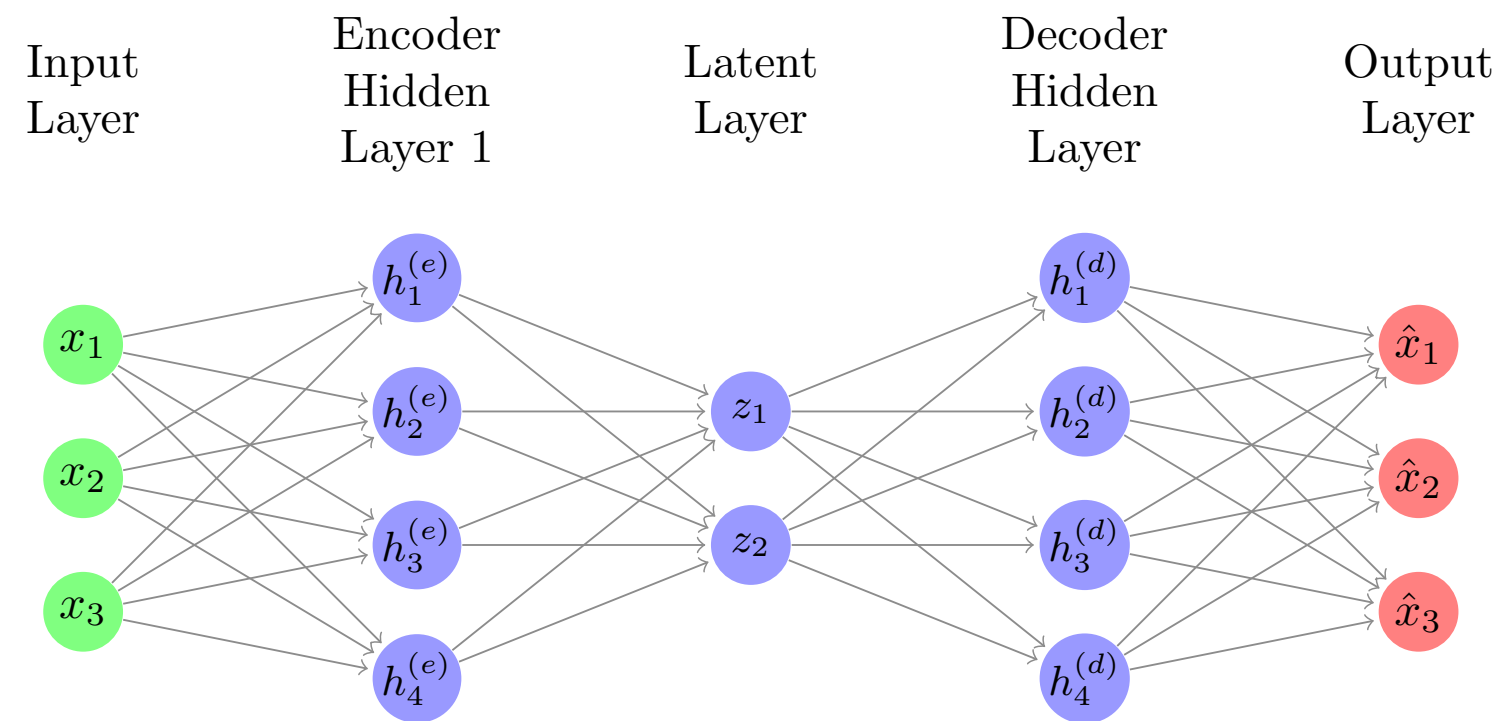 Input
Layer
Encoder
Hidden
Layer 1
Latent
Layer
Decoder
Hidden
Layer
Output
Layer
x₁
x₂
x₃
h₁^(e)
h₂^(e)
h₃^(e)
h₄^(e)
z₁
z₂
h₁^(d)
h₂^(d)
h₃^(d)
h₄^(d)
x̂₁
x̂₂
x̂₃